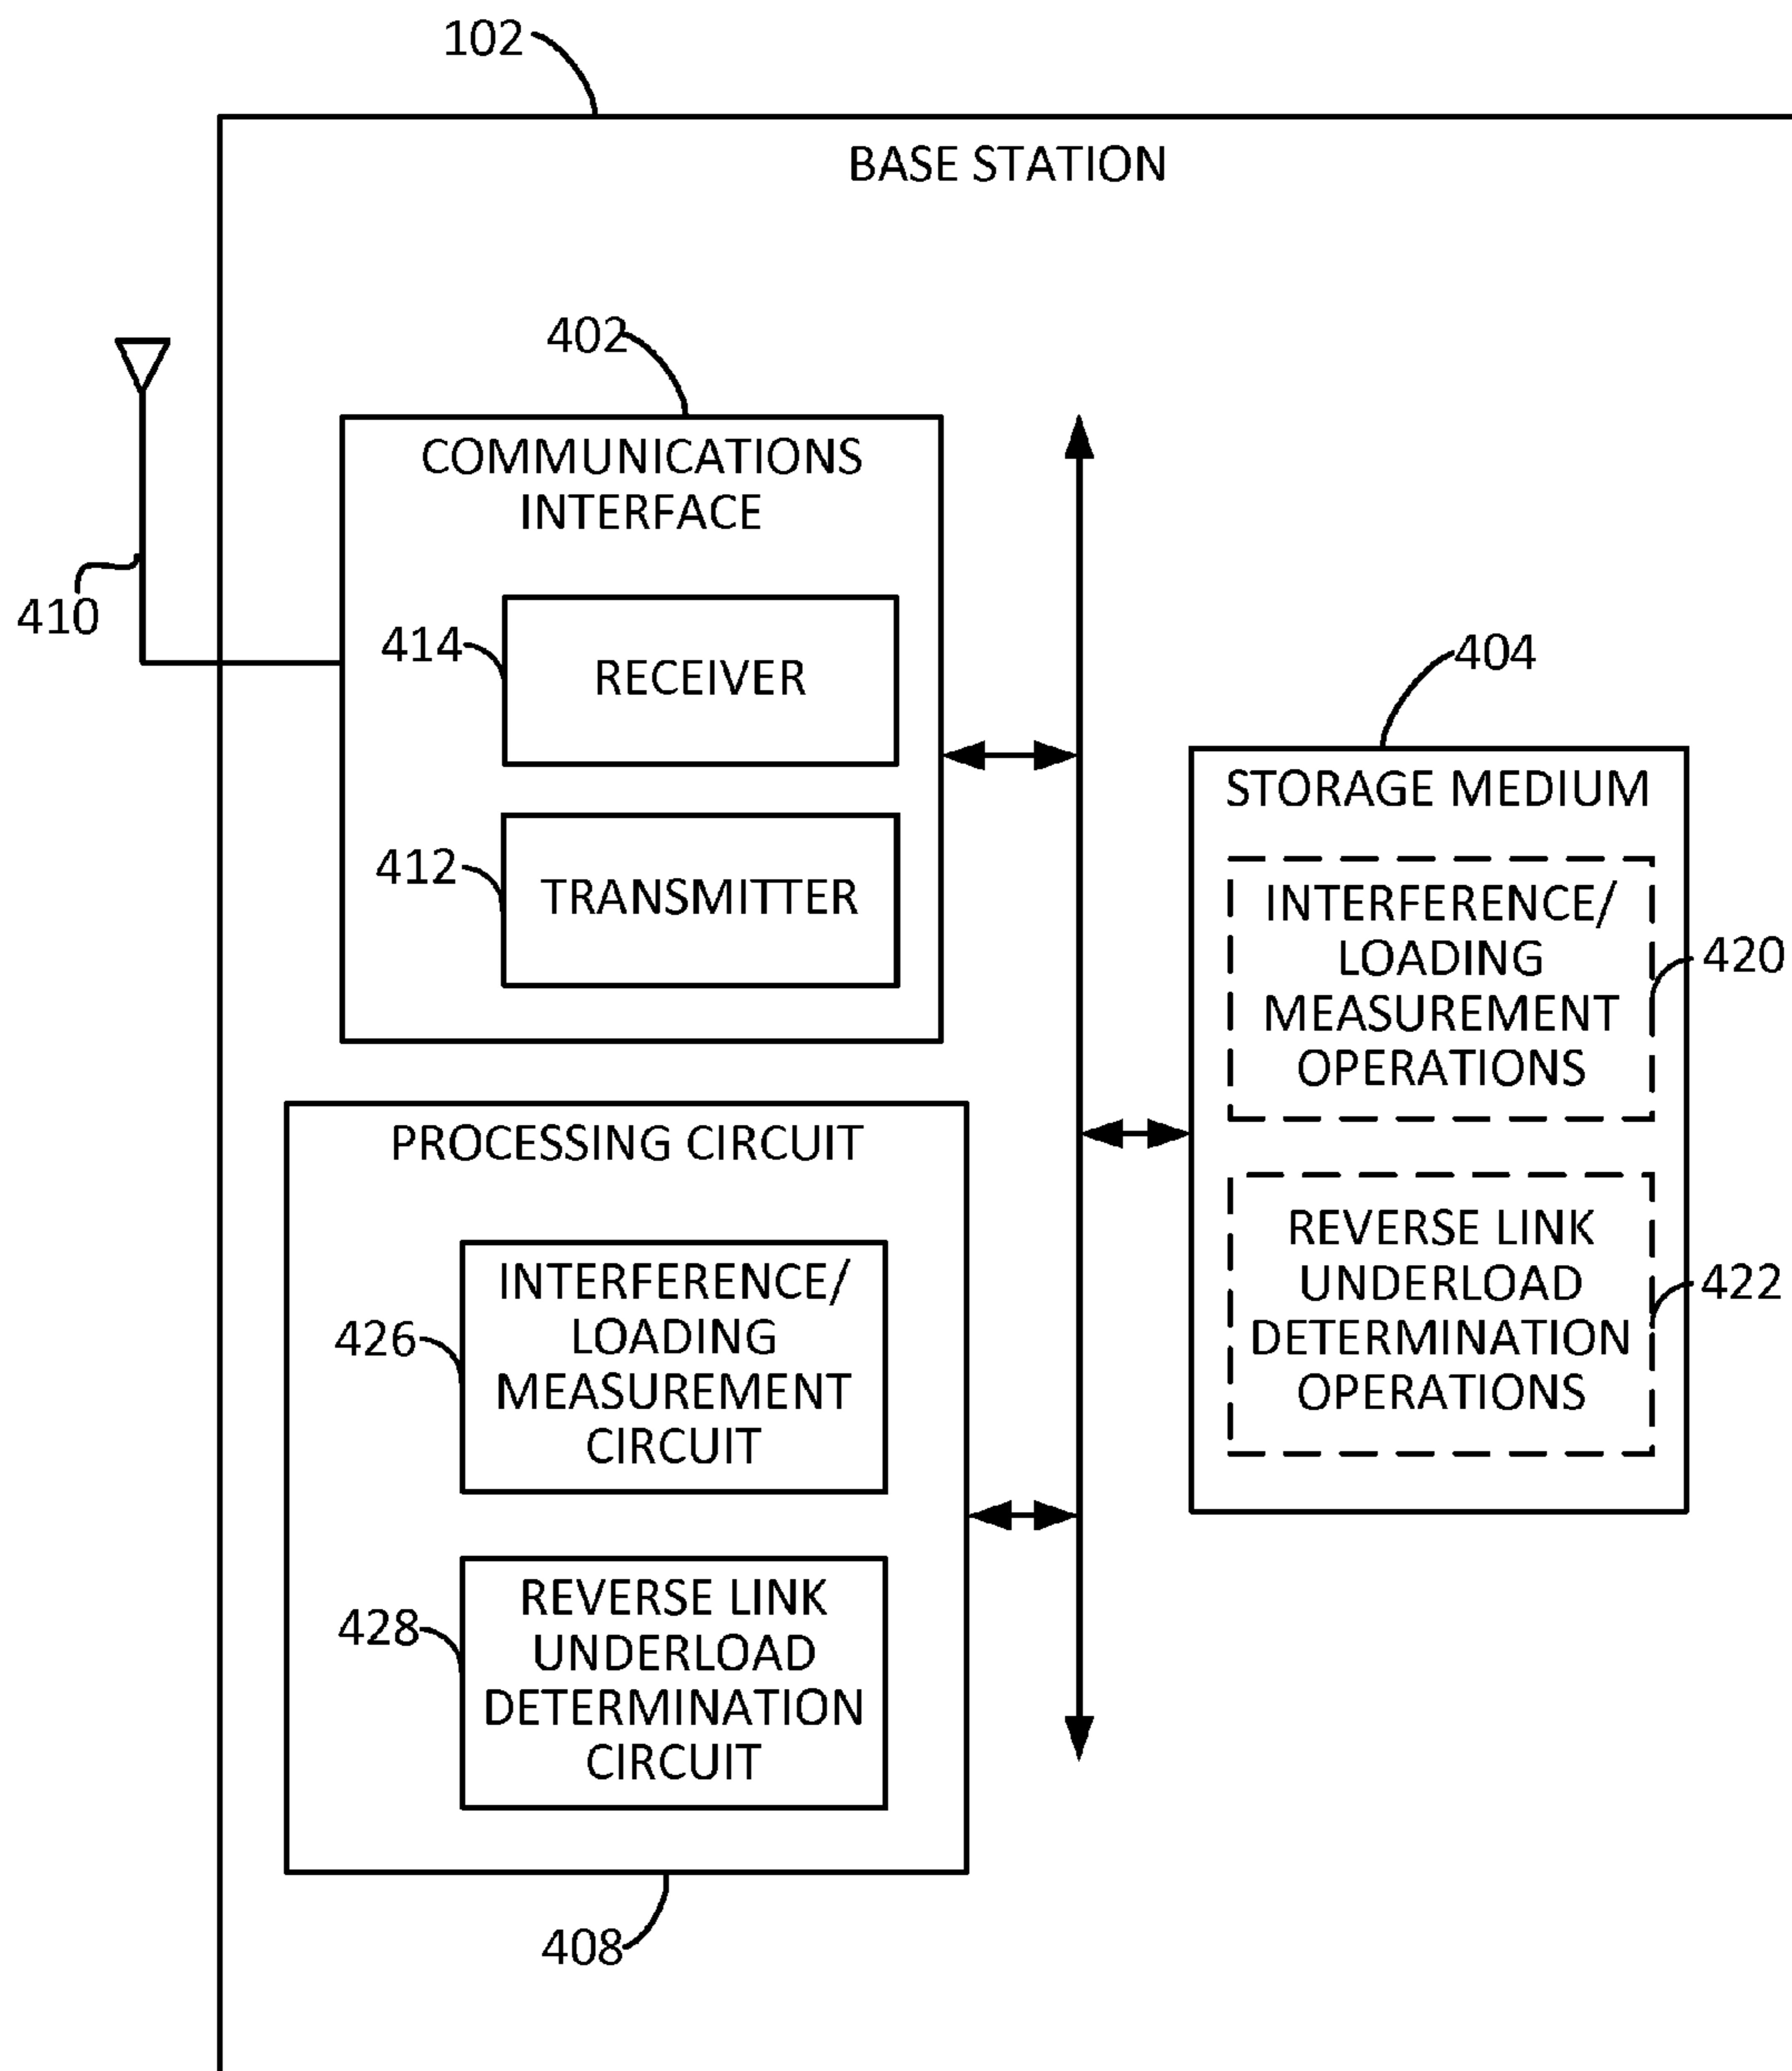 102
BASE STATION
402
COMMUNICATIONS
INTERFACE
410
414
RECEIVER
404
STORAGE MEDIUM
412
TRANSMITTER
INTERFERENCE/
LOADING
MEASUREMENT
OPERATIONS
420
PROCESSING CIRCUIT
REVERSE LINK
UNDERLOAD
DETERMINATION
OPERATIONS
422
INTERFERENCE/
LOADING
MEASUREMENT
CIRCUIT
426
REVERSE LINK
UNDERLOAD
DETERMINATION
CIRCUIT
428
408